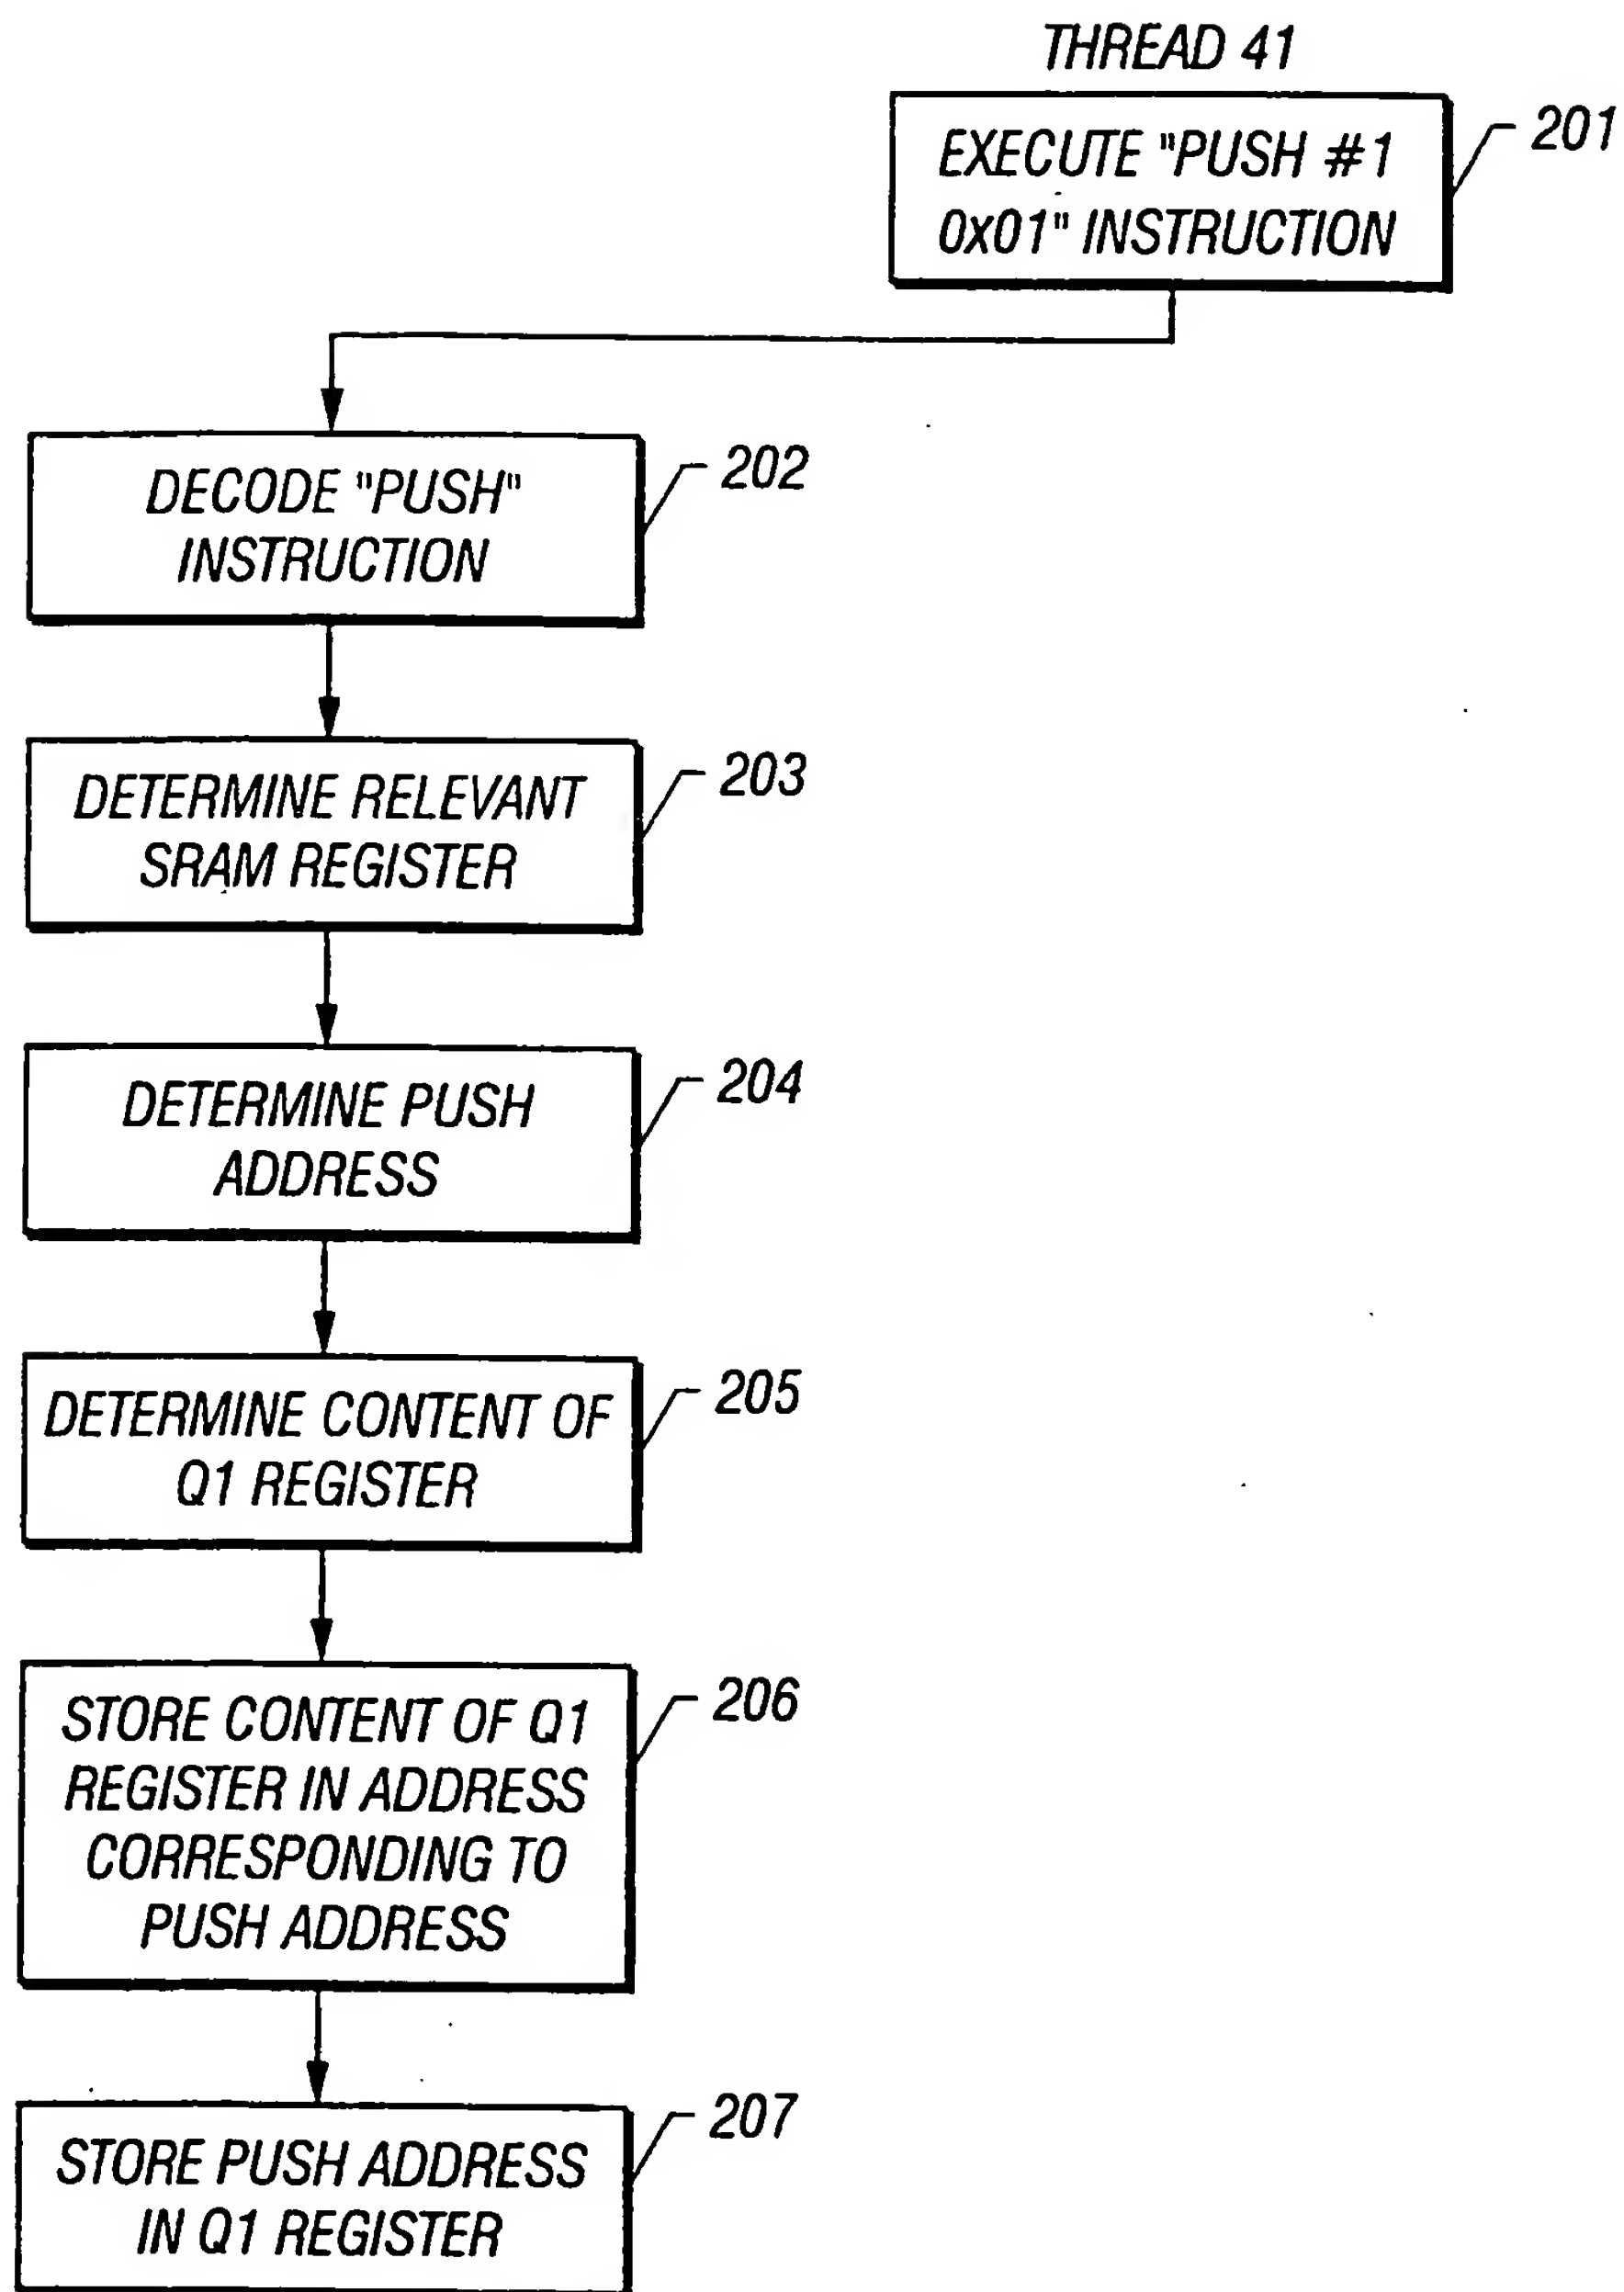 THREAD 41
EXECUTE "PUSH #1
0x01" INSTRUCTION
201
DECODE "PUSH"
INSTRUCTION
202
DETERMINE RELEVANT
SRAM REGISTER
203
DETERMINE PUSH
ADDRESS
204
DETERMINE CONTENT OF
Q1 REGISTER
205
STORE CONTENT OF Q1
REGISTER IN ADDRESS
CORRESPONDING TO
PUSH ADDRESS
206
STORE PUSH ADDRESS
IN Q1 REGISTER
207